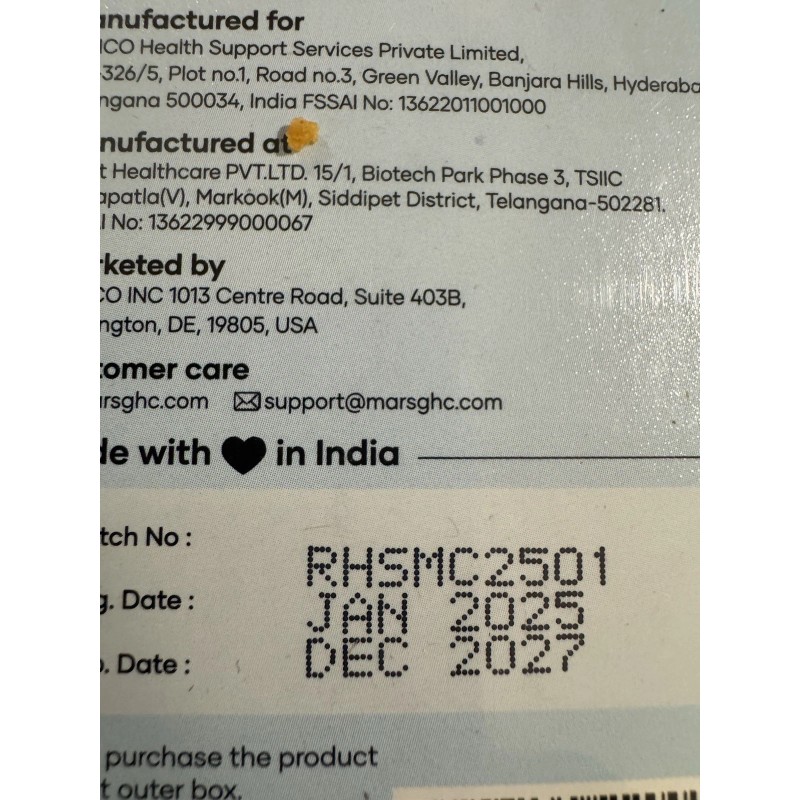 anufactured for
CO Health Support Services Private Limited,
326/5, Plot no.1, Road no.3, Green Valley, Banjara Hills, Hyderaba
ngana 500034, India FSSAI No: 13622011001000
nufactured at
t Healthcare PVT.LTD. 15/1, Biotech Park Phase 3, TSIIC
apatla(V), Markook(M), Siddipet District, Telangana-502281.
I No: 13622999000067
rketed by
CO INC 1013 Centre Road, Suite 403B,
ngton, DE, 19805, USA
tomer care
rsghc.com support@marsghc.com
de with in India
tch No :
RHSMC2501
g. Date :
JAN 2025
. Date :
DEC 2027
purchase the product
t outer box.